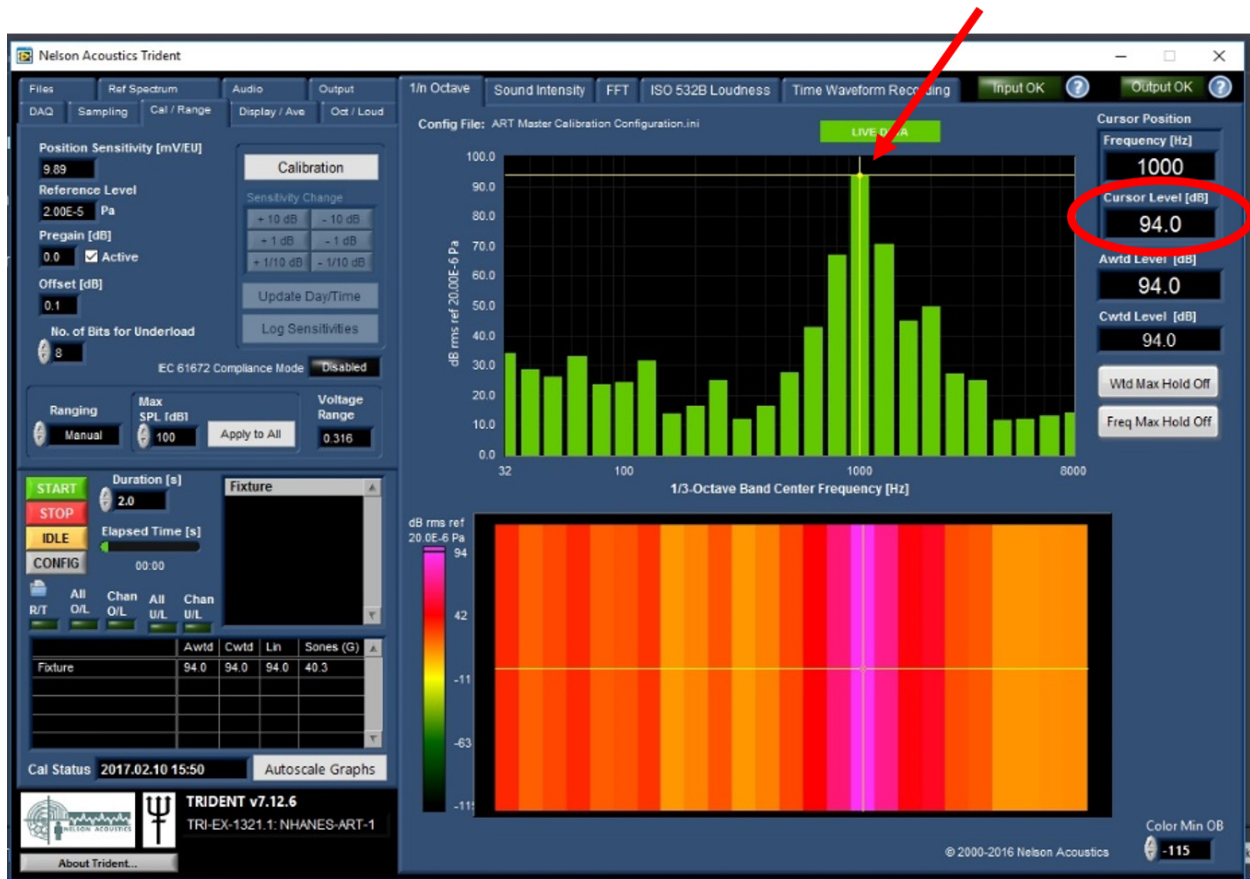 Nelson Acoustics Trident
Files Ref Spectrum Audio Output
DAQ Sampling Cal / Range Display / Ave Oct / Loud
Position Sensitivity [mV/EU]
9.89
Reference Level
2.00E-5 Pa
Pregain [dB]
0.0 Active
Offset [dB]
0.1
No. of Bits for Underload
8
Calibration
Sensitivity Change
+ 10 dB - 10 dB
+ 1 dB - 1 dB
+ 1/10 dB - 1/10 dB
Update Day/Time
Log Sensitivities
IEC 61672 Compliance Mode Disabled
Ranging
Manual
Max
SPL [dB]
100
Apply to All
Voltage
Range
0.316
START
STOP
IDLE
CONFIG
Duration [s]
2.0
Elapsed Time [s]
00:00
Fixture
R/T
All
O/L
Chan
O/L
All
U/L
Chan
U/L
Awtd Cwtd Lin Sones (G)
Fixture 94.0 94.0 94.0 40.3
Cal Status 2017.02.10 15:50 Autoscale Graphs
NELSON ACOUSTICS
TRIDENT v7.12.6
TRI-EX-1321.1: NHANES-ART-1
About Trident...
1/n Octave Sound Intensity FFT ISO 532B Loudness Time Waveform Recording Input OK ? Output OK ?
Config File: ART Master Calibration Configuration.ini
LIVE
dB rms ref 20.00E-6 Pa
100.0
90.0
80.0
70.0
60.0
50.0
40.0
30.0
20.0
10.0
0.0
32 100 1000 8000
1/3-Octave Band Center Frequency [Hz]
Cursor Position
Frequency [Hz]
1000
Cursor Level [dB]
94.0
Awtd Level [dB]
94.0
Cwtd Level [dB]
94.0
Wtd Max Hold Off
Freq Max Hold Off
dB rms ref
20.0E-6 Pa
94
42
-11
-63
Color Min OB
-115
© 2000-2016 Nelson Acoustics